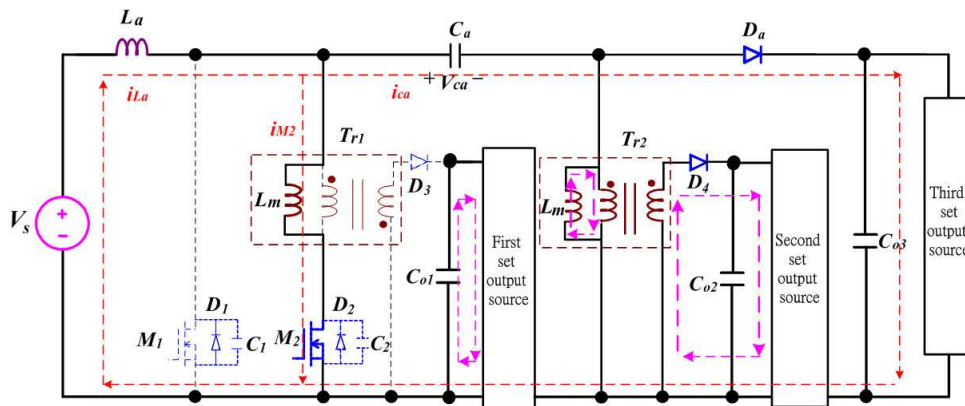 La
Ca
Da
+ Vca −
iLa
ica
iM2
Tr1
Tr2
D3
D4
Lm
Lm
Vs
+
−
First
set
output
source
Second
set
output
source
Third
set
output
source
Co1
Co2
Co3
D1
D2
M1
C1
M2
C2